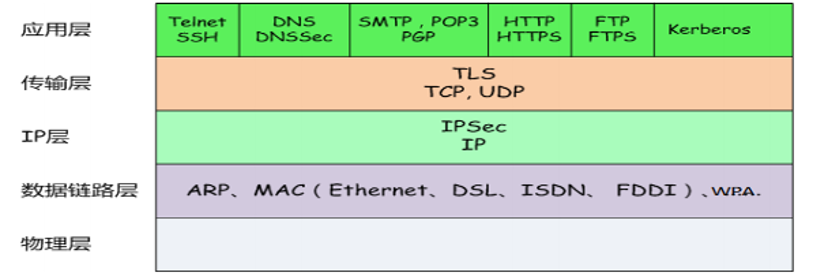 应用层
Telnet
SSH
DNS
DNSSec
SMTP , POP3
PGP
HTTP
HTTPS
FTP
FTPS
Kerberos
传输层
TLS
TCP, UDP
IP层
IPSec
IP
数据链路层
ARP、MAC ( Ethernet、DSL、ISDN、 FDDI ) 、WPA.
物理层